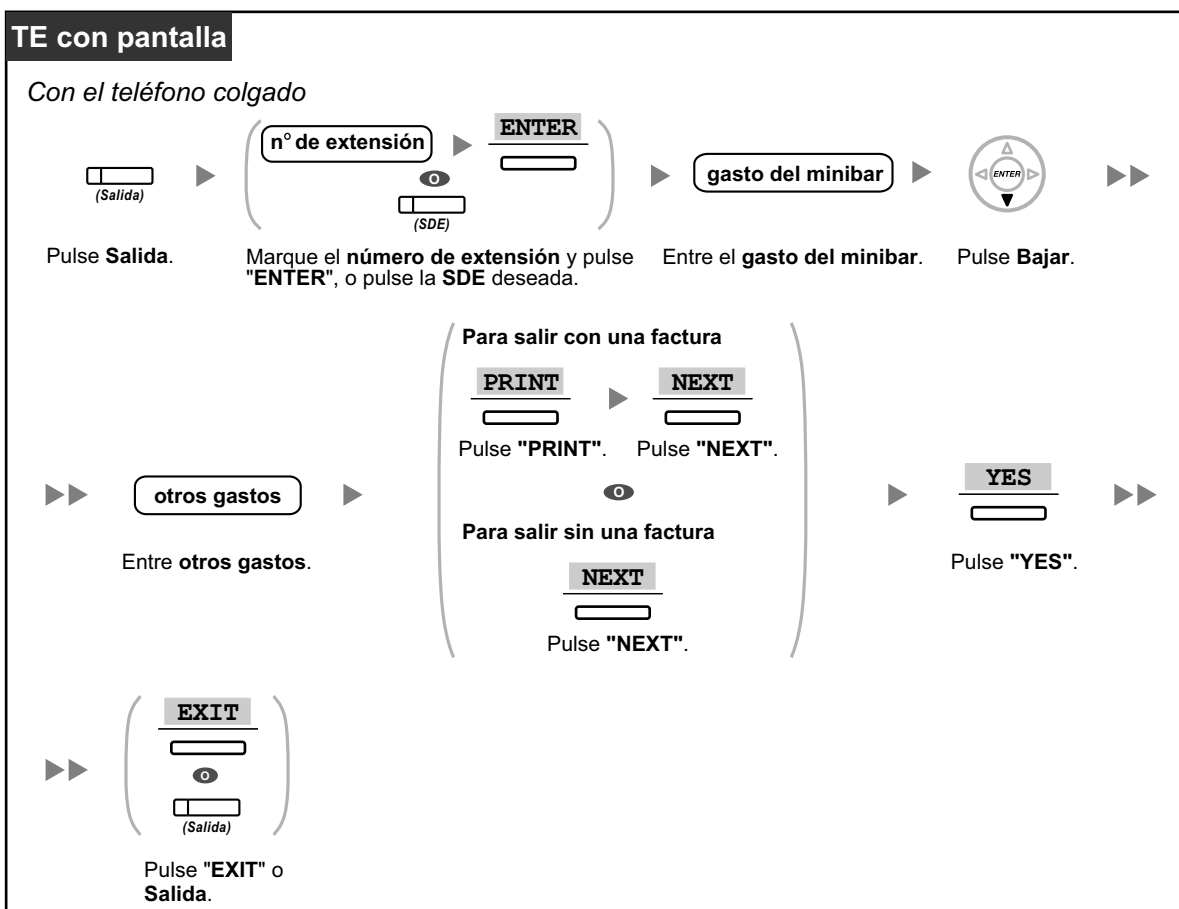 TE con pantalla
Con el teléfono colgado
(Salida)
n° de extensión
ENTER
O
(SDE)
gasto del minibar
ENTER
Pulse Salida.
Marque el número de extensión y pulse
"ENTER", o pulse la SDE deseada.
Entre el gasto del minibar.
Pulse Bajar.
otros gastos
Entre otros gastos.
Para salir con una factura
PRINT
NEXT
Pulse "PRINT".
Pulse "NEXT".
O
Para salir sin una factura
NEXT
Pulse "NEXT".
YES
Pulse "YES".
EXIT
O
(Salida)
Pulse "EXIT" o
Salida.